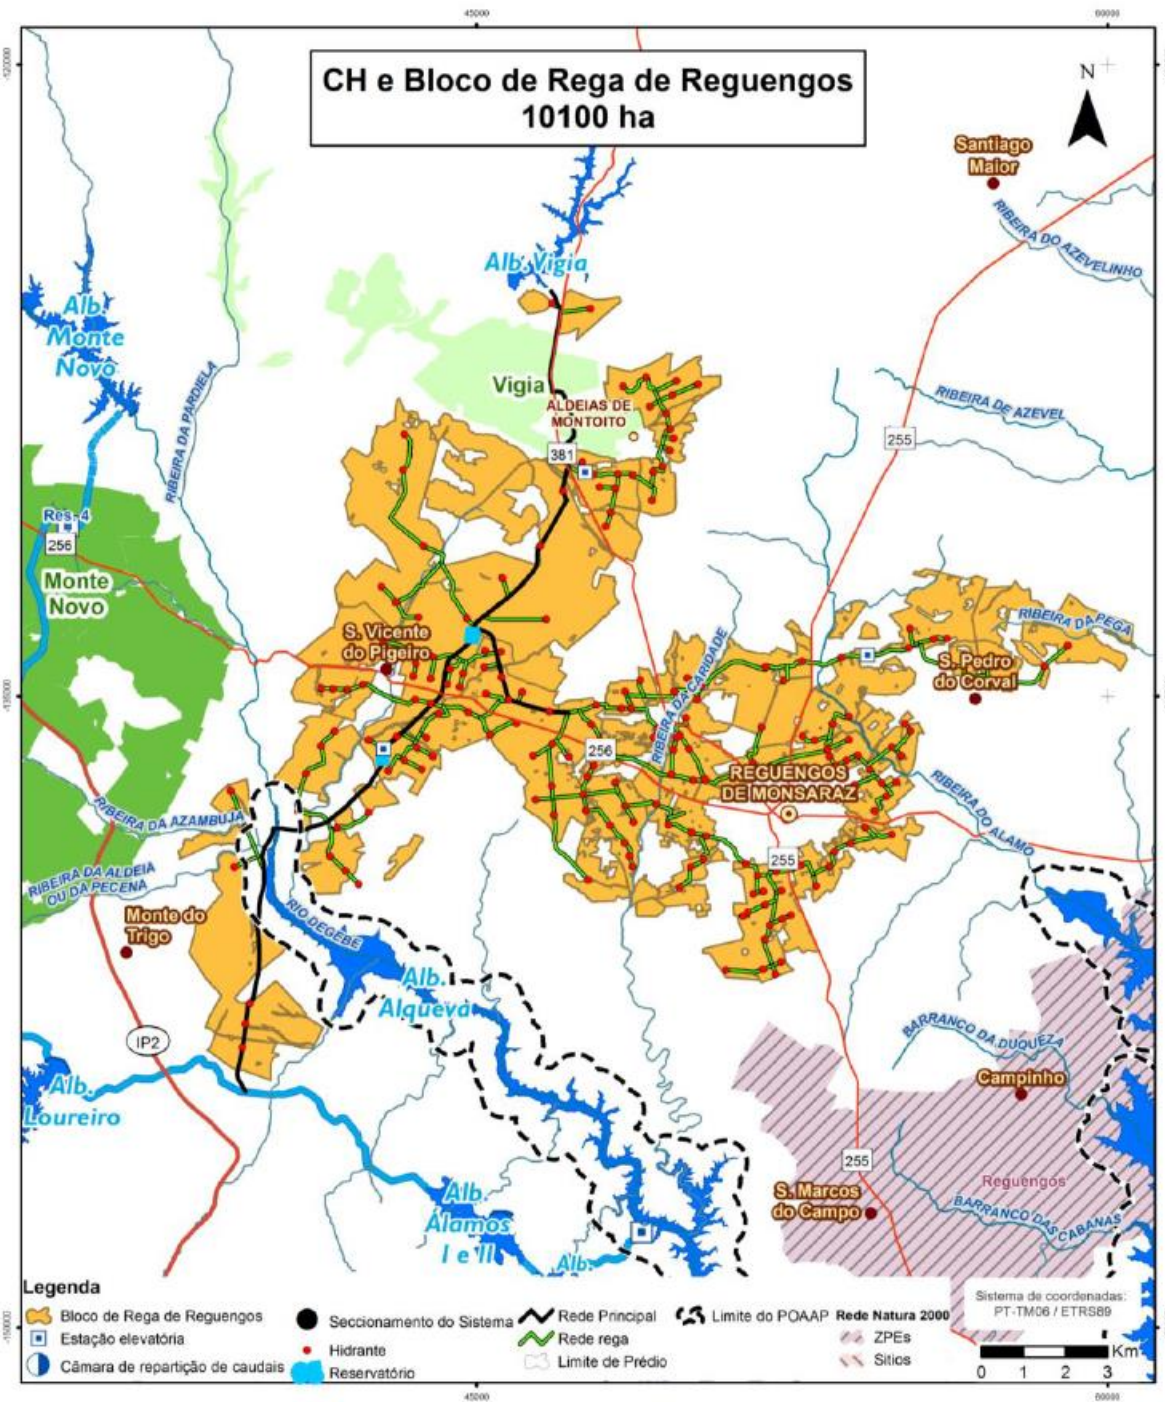 45000
60000
-120000
CH e Bloco de Rega de Reguengos
10100 ha
N
Santiago
Maior
RIBEIRA DO AZEVELINHO
Alb. Vigia
Alb.
Monte
Novo
RIBEIRA DA PARDIELA
Vigia
ALDEIAS DE
MONTOITO
RIBEIRA DE AZEVEL
381
255
Res. 4
256
Monte
Novo
S. Vicente
do Pigeiro
RIBEIRA DA PEGA
S. Pedro
do Corval
RIBEIRA DA CARIDADE
-135000
256
REGUENGOS
DE MONSARAZ
RIBEIRA DO ALAMO
RIBEIRA DA AZAMBUJA
255
RIBEIRA DA ALDEIA
OU DA PECENA
Monte do
Trigo
RIO DEGEBE
Alb.
Alqueva
IP2
BARRANCO DA DUQUEZA
Campinho
Alb.
Loureiro
255
Reguengos
S. Marcos
do Campo
BARRANCO DAS CABANAS
Alb.
Álamos
I e II
Alb.
Legenda
Bloco de Rega de Reguengos
Estação elevatória
Câmara de repartição de caudais
Seccionamento do Sistema
Hidrante
Reservatório
Rede Principal
Rede rega
Limite de Prédio
Limite do POAAP
Rede Natura 2000
ZPEs
Sitios
Sistema de coordenadas:
PT-TM06 / ETRS89
Km
0 1 2 3
-150000
45000
60000